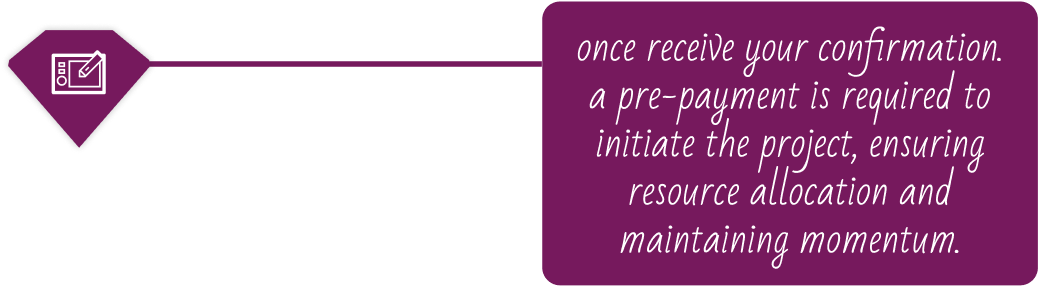 once receive your confirmation.
a pre-payment is required to
initiate the project, ensuring
resource allocation and
maintaining momentum.